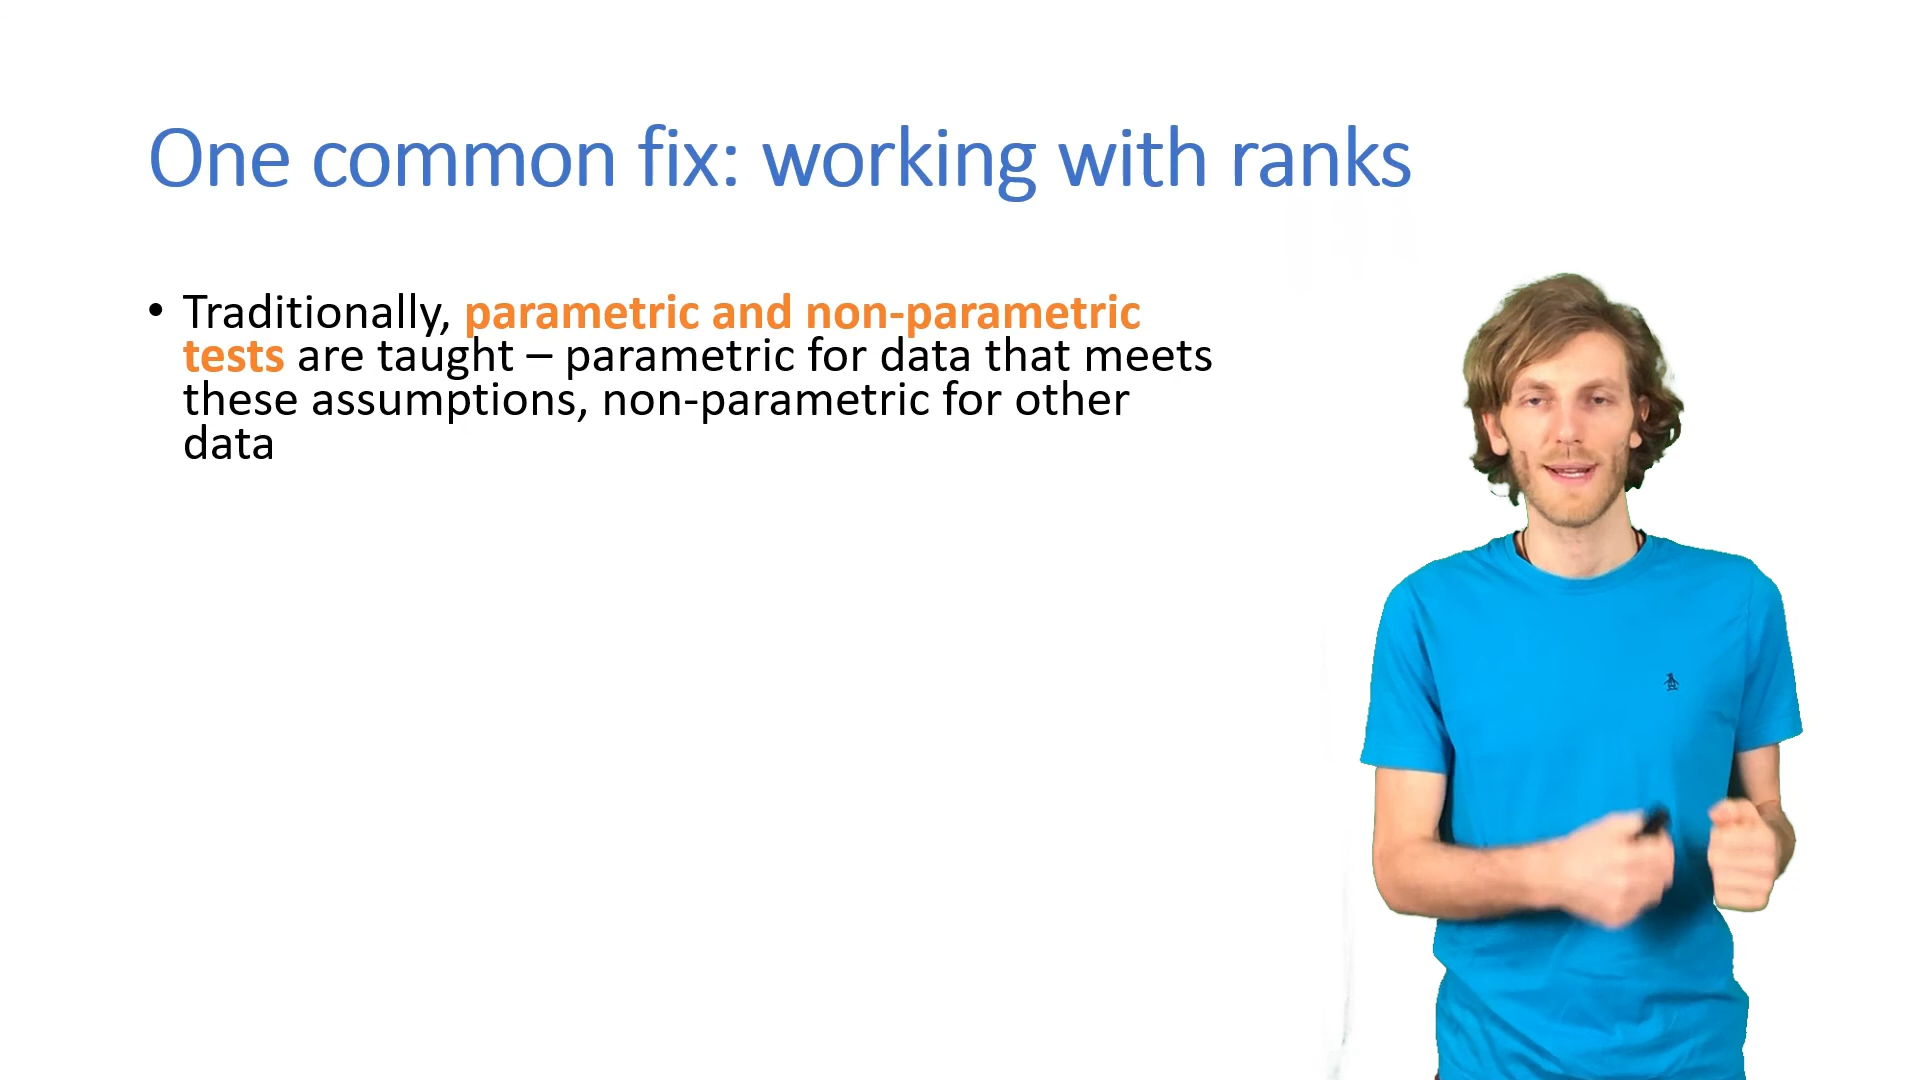 One common fix: working with ranks
• Traditionally, parametric and non-parametric
tests are taught – parametric for data that meets
these assumptions, non-parametric for other
data